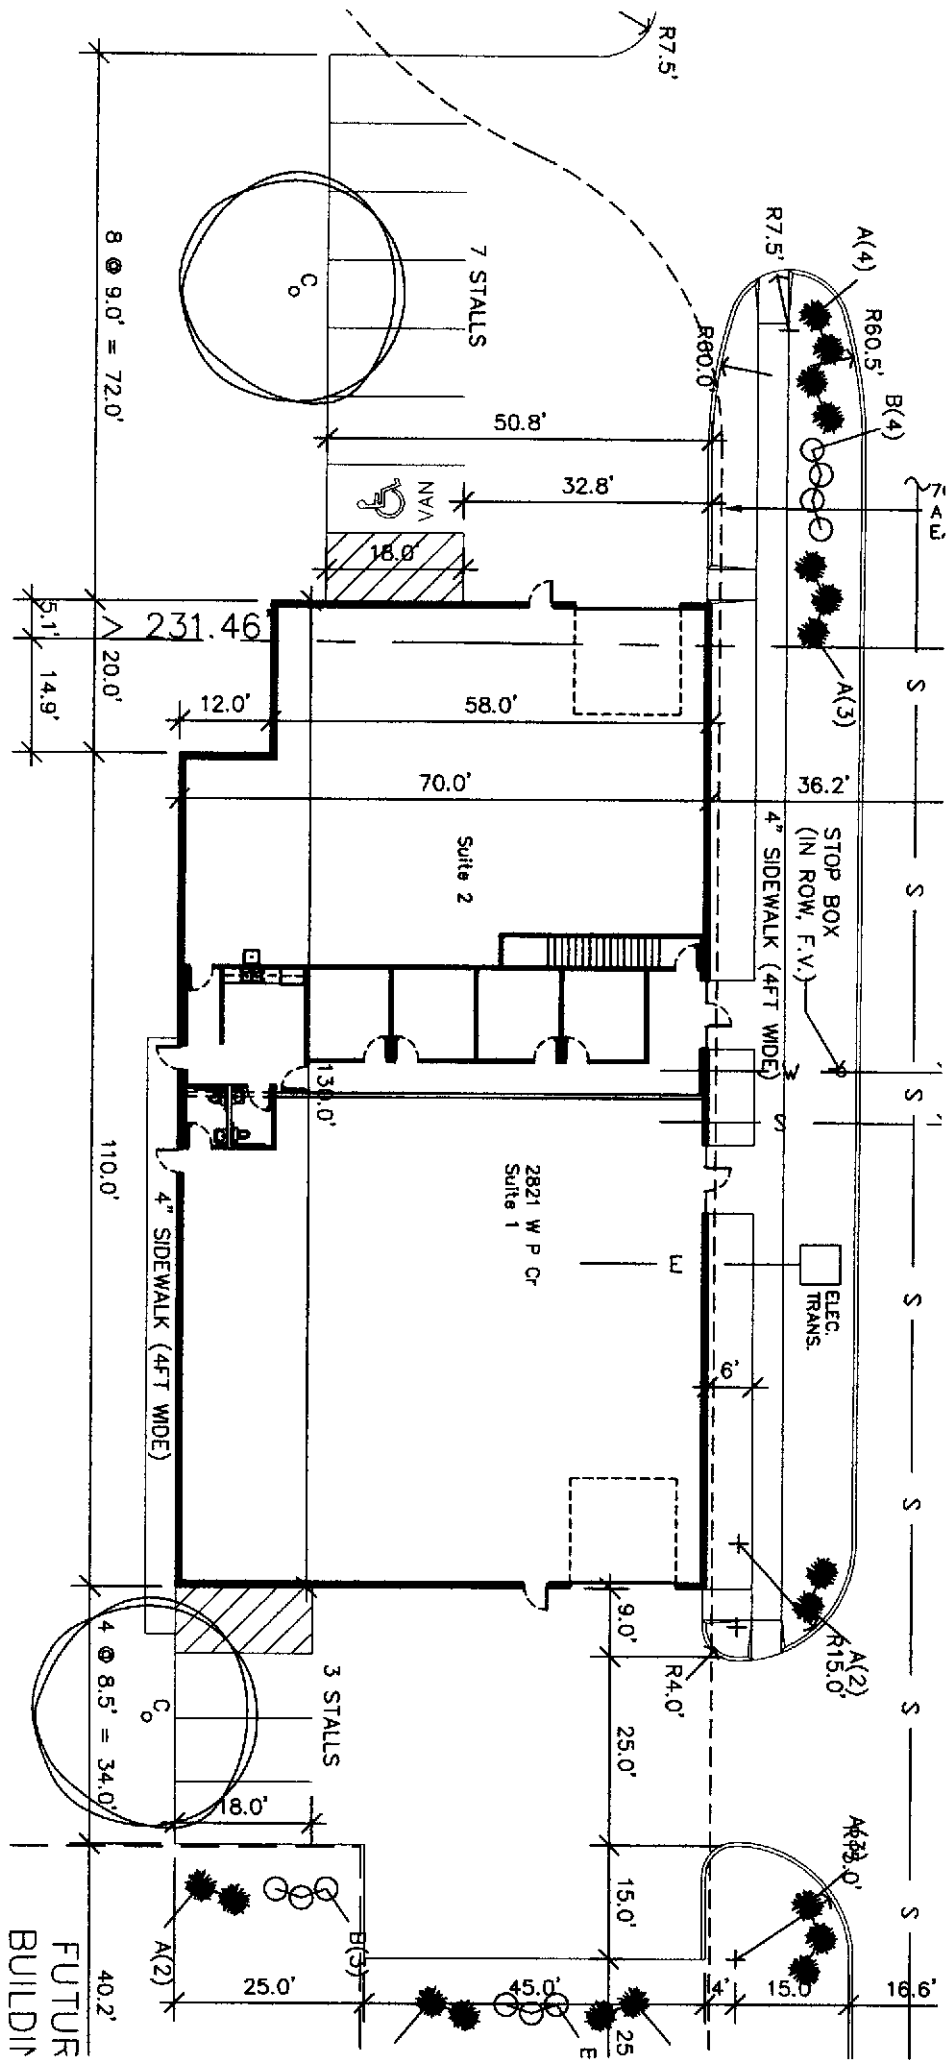 R7.5'
8 @ 9.0' = 72.0'
C
7 STALLS
R7.5'
A(4)
R60.5'
R60.0'
B(4)
50.8'
32.8'
VAN
18.0'
A
5.1'
231.46
20.0'
14.9'
12.0'
58.0'
A(3)
S
70.0'
36.2'
Suite 2
4" SIDEWALK (4FT WIDE)
STOP BOX
(IN ROW, F.V.)
S
W
130.0'
S
S
110.0'
2821 W P Cr
Suite 1
4" SIDEWALK (4FT WIDE)
E
ELEC.
TRANS.
S
6'
S
9.0'
R4.0'
A(2)
R15.0'
C
4 @ 8.5' = 34.0'
3 STALLS
25.0'
S
18.0'
A(3)
15.0'
S
A(2)
B(3)
FUTUR
BUILDIN
40.2'
25.0'
45.0'
4'
15.0'
16.6'
25
E